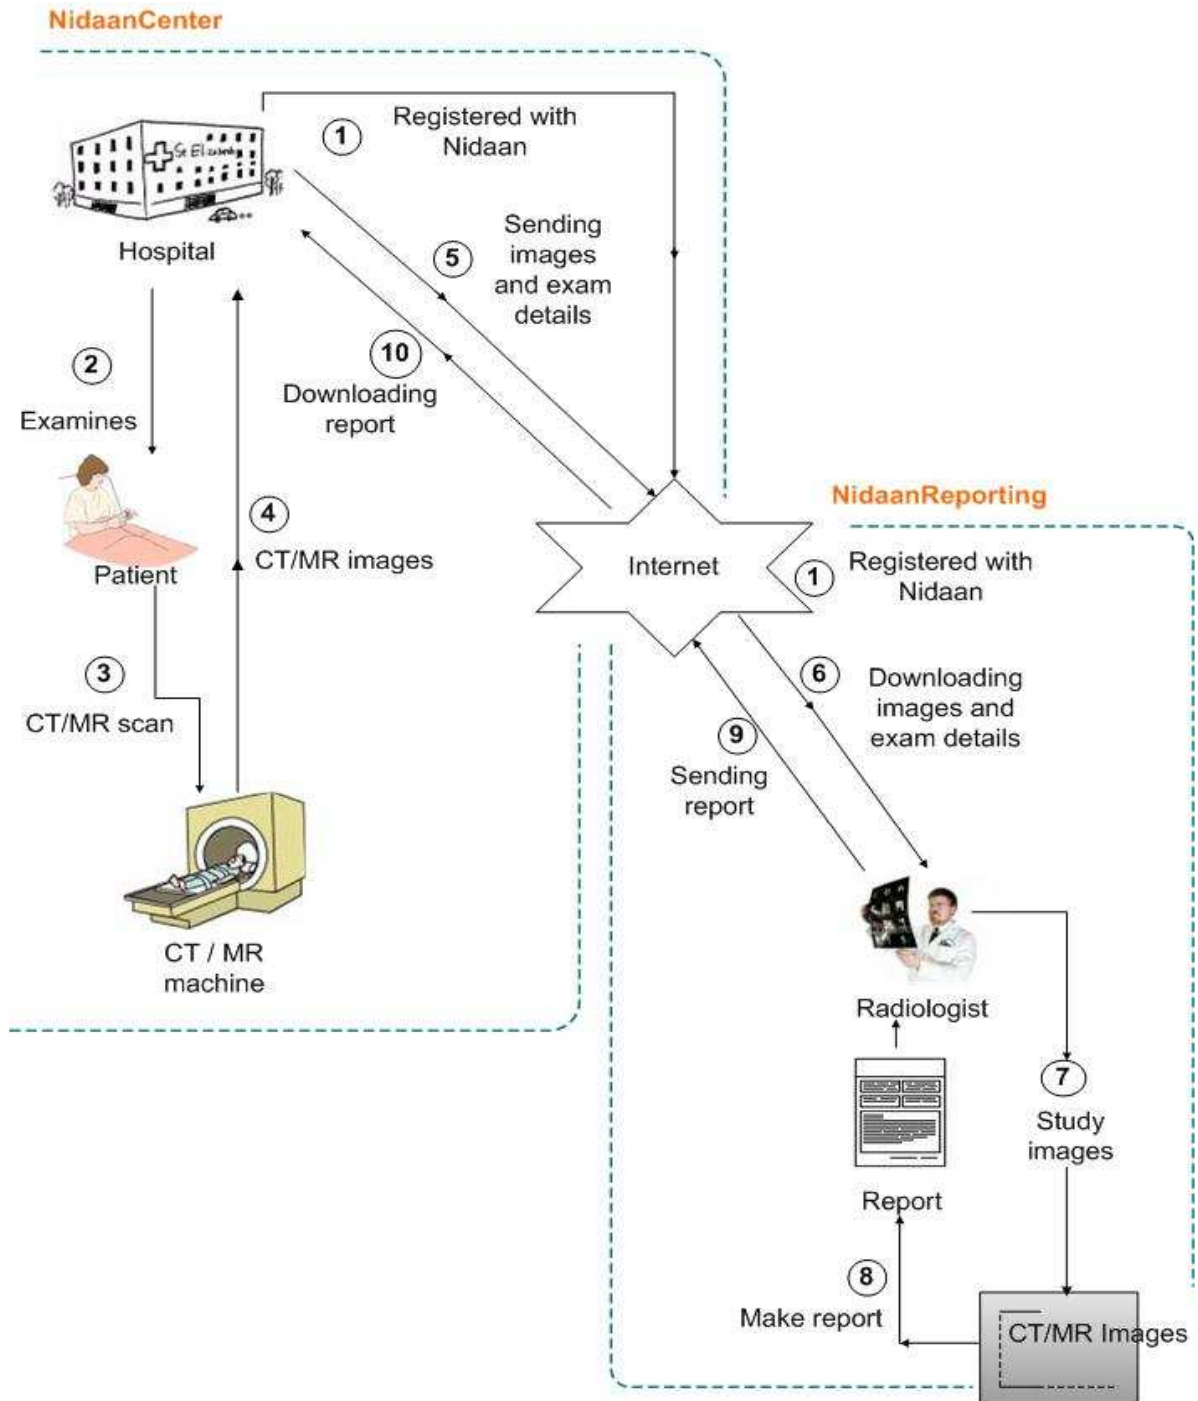 NidaanCenter
1
Registered with
Nidaan
Hospital
5
Sending
images
and exam
details
10
Downloading
report
2
Examines
Patient
4
CT/MR images
3
CT/MR scan
CT / MR
machine
Internet
NidaanReporting
1
Registered with
Nidaan
6
Downloading
images and
exam details
9
Sending
report
Radiologist
7
Study
images
Report
8
Make report
CT/MR Images